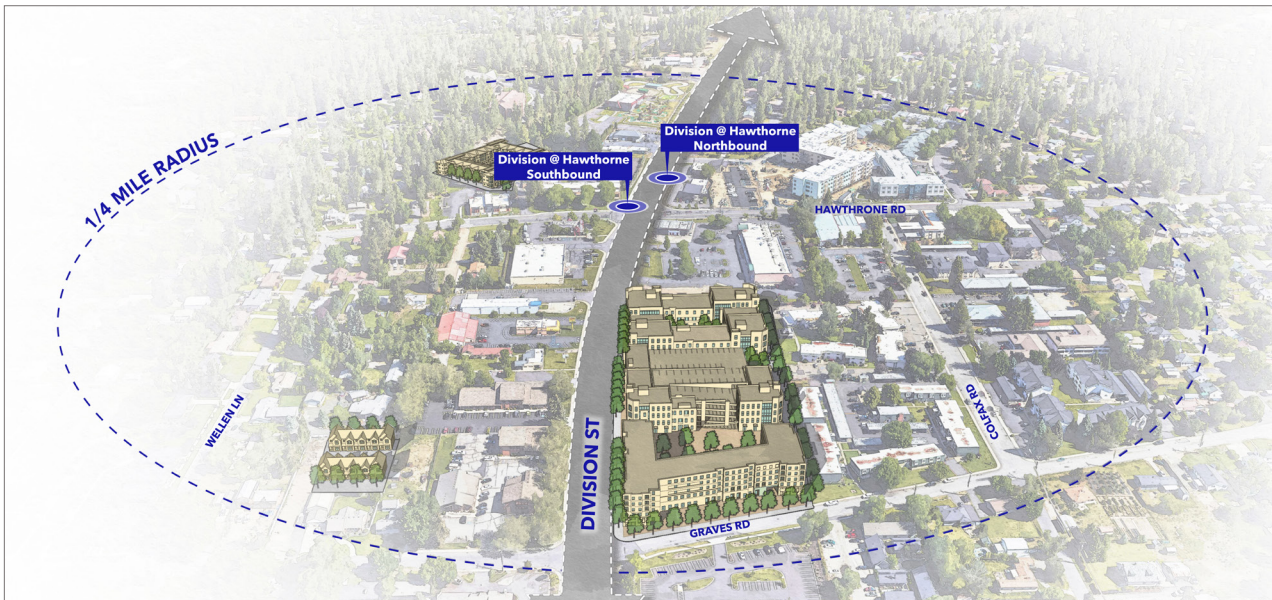 1/4 MILE RADIUS
Division @ Hawthorne
Northbound
Division @ Hawthorne
Southbound
HAWTHRONE RD
WELLEN LN
COLFAX RD
DIVISION ST
GRAVES RD